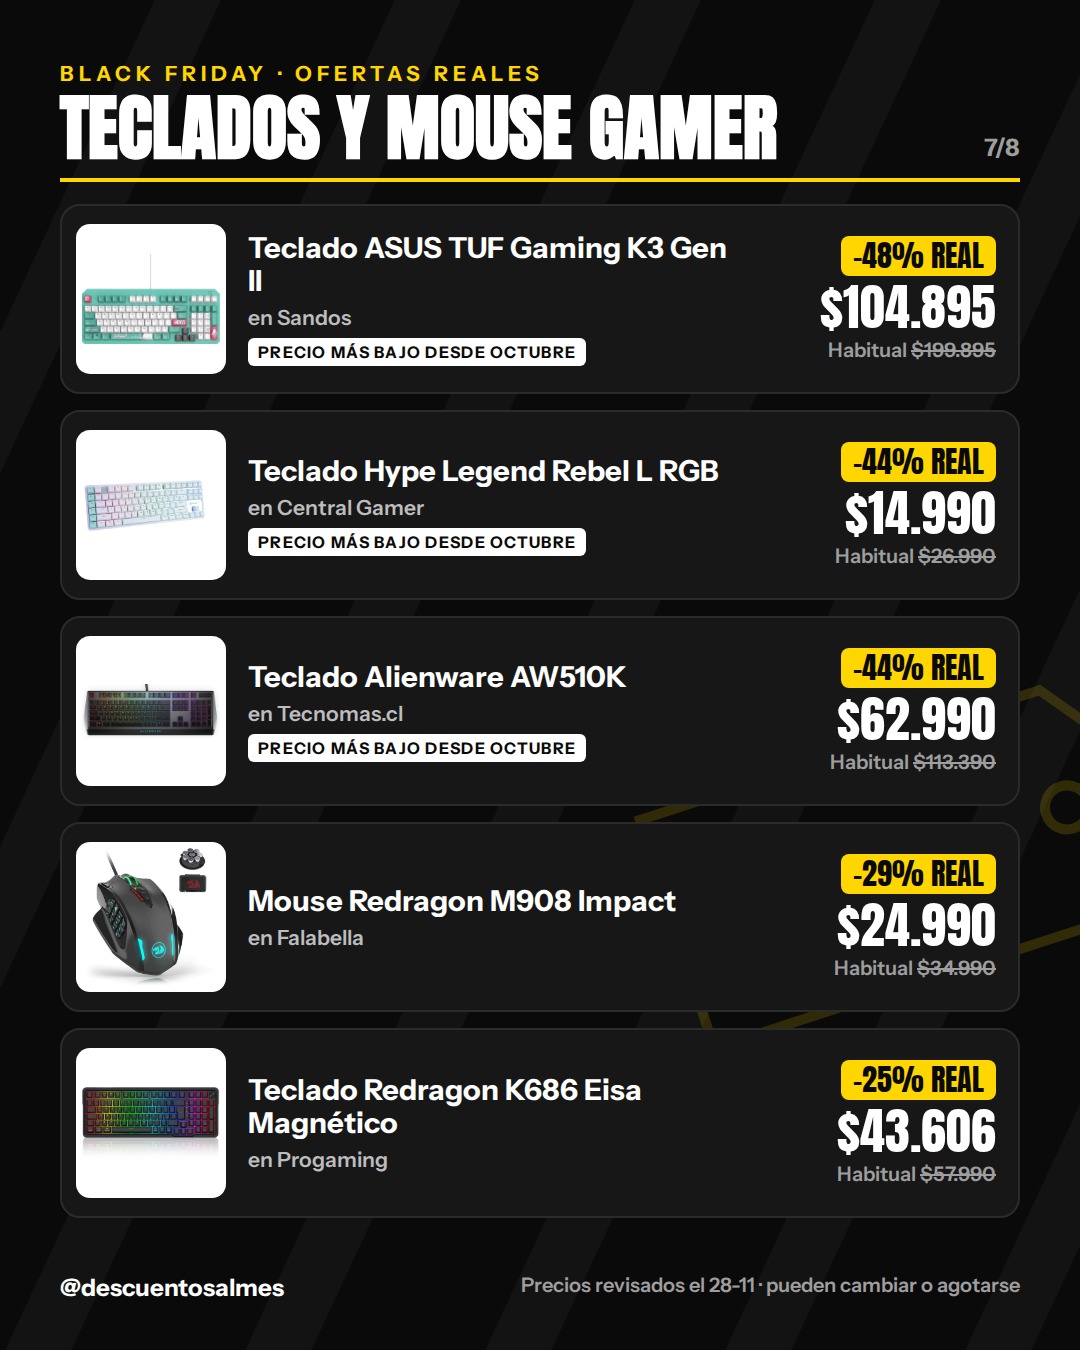 BLACK FRIDAY · OFERTAS REALES
TECLADOS Y MOUSE GAMER
7/8
Teclado ASUS TUF Gaming K3 Gen
II
en Sandos
PRECIO MÁS BAJO DESDE OCTUBRE
-48% REAL
$104.895
Habitual $199.895
Teclado Hype Legend Rebel L RGB
en Central Gamer
PRECIO MÁS BAJO DESDE OCTUBRE
-44% REAL
$14.990
Habitual $26.990
Teclado Alienware AW510K
en Tecnomas.cl
PRECIO MÁS BAJO DESDE OCTUBRE
-44% REAL
$62.990
Habitual $113.390
Mouse Redragon M908 Impact
en Falabella
-29% REAL
$24.990
Habitual $34.990
Teclado Redragon K686 Eisa
Magnético
en Progaming
-25% REAL
$43.606
Habitual $57.990
@descuentosalmes
Precios revisados el 28-11 · pueden cambiar o agotarse